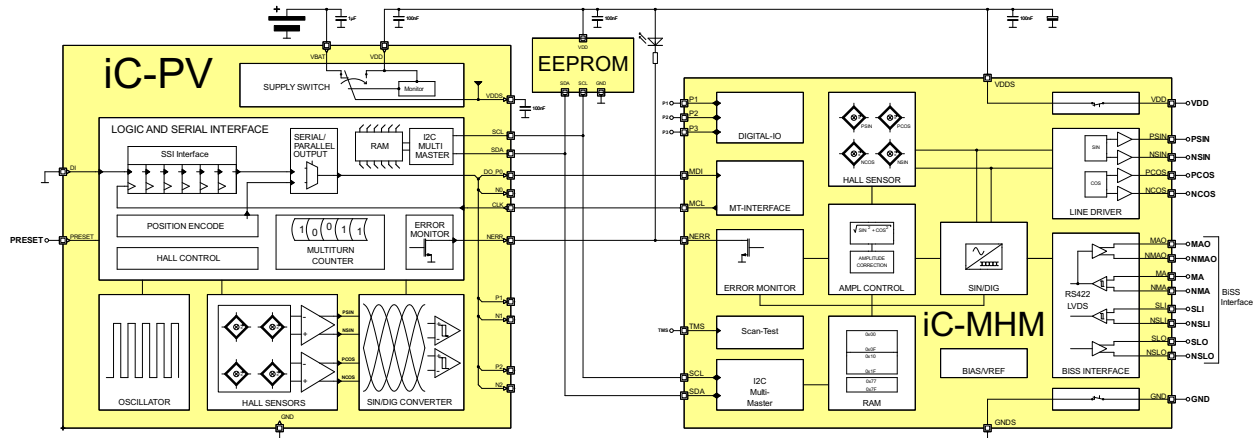 1µF
100nF
100nF
100nF
VBAT
VDD
iC-PV
SUPPLY SWITCH
Monitor
VDDS
100nF
LOGIC AND SERIAL INTERFACE
SSI Interface
SERIAL/
PARALLEL
OUTPUT
RAM
I2C
MULTI
MASTER
SCL
SDA
DI
DO_P0
N0
CLK
POSITION ENCODE
1 0 0 1 1
MULTITURN
COUNTER
ERROR
MONITOR
NERR
PRESET
PRESET
HALL CONTROL
OSCILLATOR
HALL SENSORS
PSIN
NSIN
PCOS
NCOS
SIN/DIG CONVERTER
P1
N1
P2
N2
GND
VDD
EEPROM
SDA
SCL
GND
VDDS
P1
P2
P3
P1
P2
P3
DIGITAL-IO
MDI
MCL
MT-INTERFACE
NERR
ERROR MONITOR
TMS
TMS
Scan-Test
SCL
SDA
I2C
Multi-
Master
PSIN
PCOS
NCOS
NSIN
HALL SENSOR
SIN² + COS²
AMPLITUDE
CORRECTION
AMPL CONTROL
0x00
0x0F
0x10
0x1F
0x77
0x7F
RAM
SIN/DIG
iC-MHM
BIAS/VREF
VDD
VDD
SIN
COS
LINE DRIVER
PSIN
PSIN
NSIN
NSIN
PCOS
PCOS
NCOS
NCOS
RS422
LVDS
BISS INTERFACE
MAO
MAO
NMAO
NMAO
MA
MA
NMA
NMA
SLI
SLI
NSLI
NSLI
SLO
SLO
NSLO
NSLO
BiSS
Interface
GND
GND
GNDS